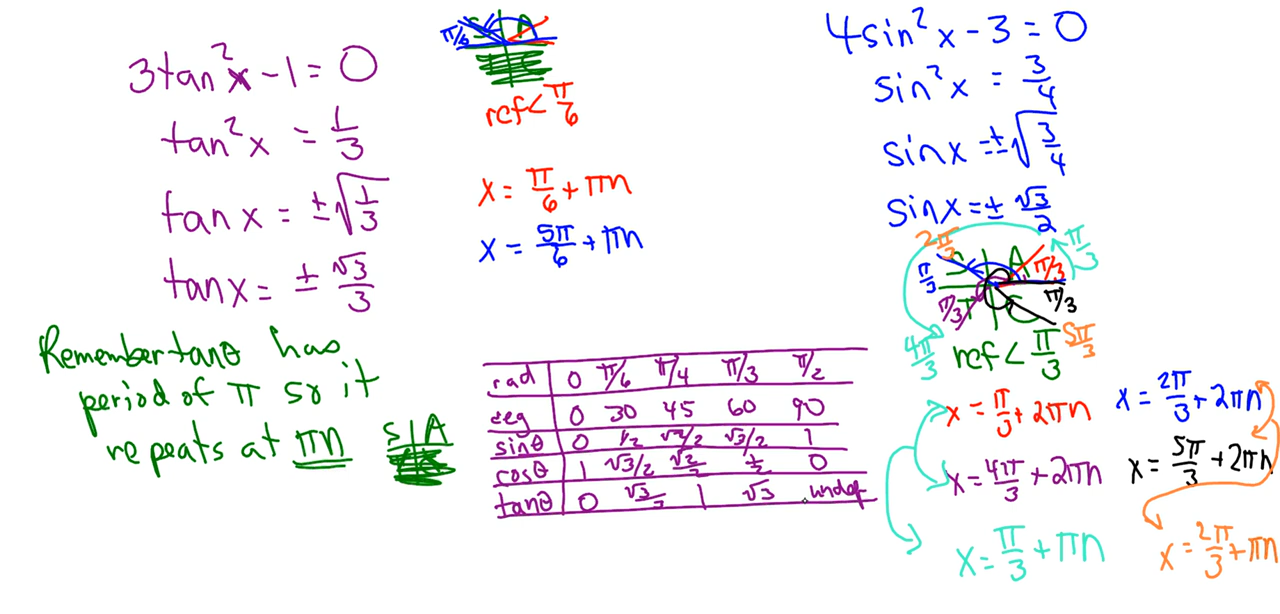 3tan²x - 1 = 0
tan²x = 1/3
tan x = ±√(1/3)
tan x = ± √3/3
Remember tanθ has
period of π so it
repeats at πn
S A
π/6 S A
ref < π/6
x = π/6 + πn
x = 5π/6 + πn
rad 0 π/6 π/4 π/3 π/2
deg 0 30 45 60 90
sinθ 0 1/2 √2/2 √3/2 1
cosθ 1 √3/2 √2/2 1/2 0
tanθ 0 √3/3 1 √3 undef
4sin²x - 3 = 0
sin²x = 3/4
sin x = ±√(3/4)
sin x = ± √3/2
2π/3 π/3
π/3 S A π/3
π/3 T C π/3
4π/3 ref < π/3 5π/3
x = π/3 + 2πn
x = 2π/3 + 2πn
x = 4π/3 + 2πn
x = 5π/3 + 2πn
x = π/3 + πn
x = 2π/3 + πn